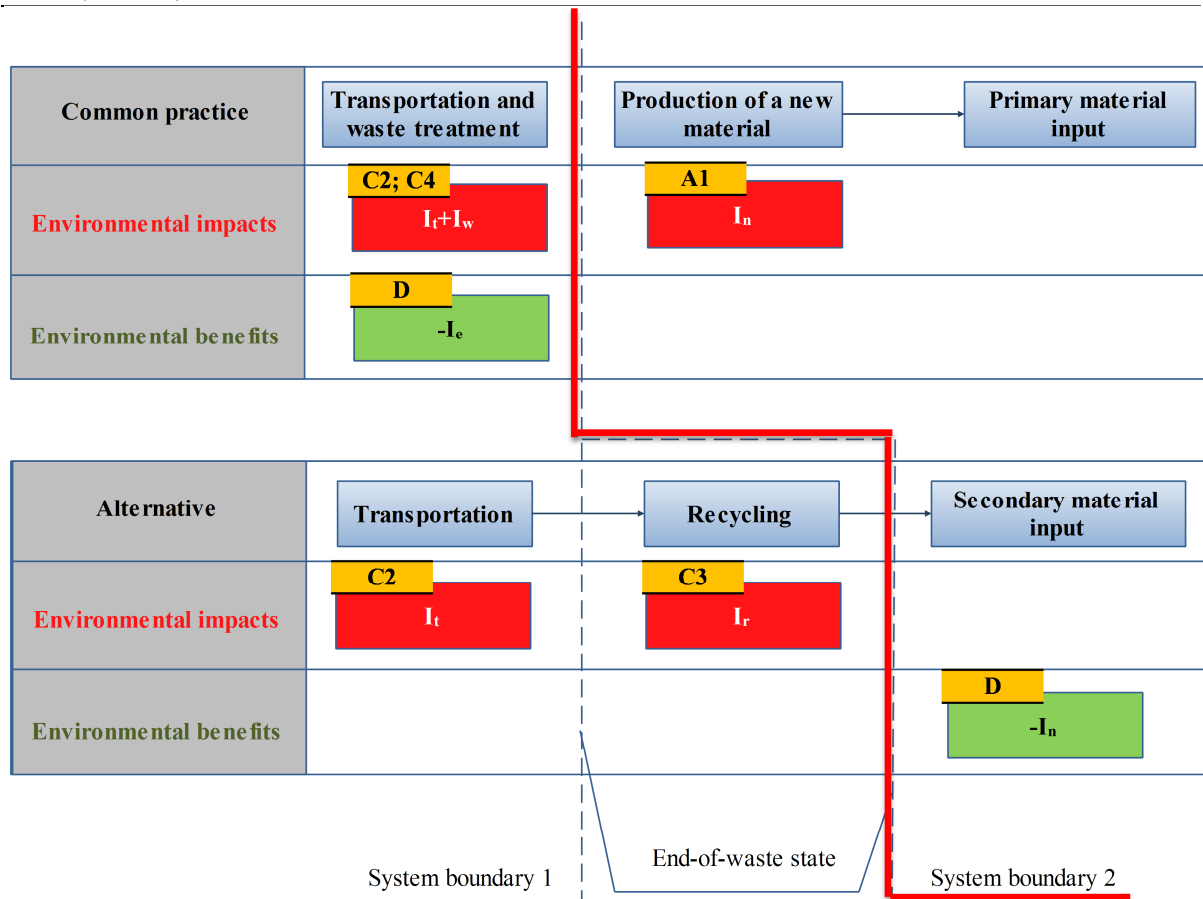 Common practice
Transportation and
waste treatment
Production of a new
material
Primary material
input
Environmental impacts
C2; C4
It+Iw
A1
In
Environmental benefits
D
-Ie
Alternative
Transportation
Recycling
Secondary material
input
Environmental impacts
C2
It
C3
Ir
Environmental benefits
D
-In
End-of-waste state
System boundary 1
System boundary 2